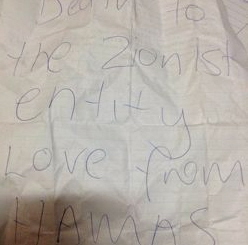 Death to
the Zionist
entity
Love from
HAMAS